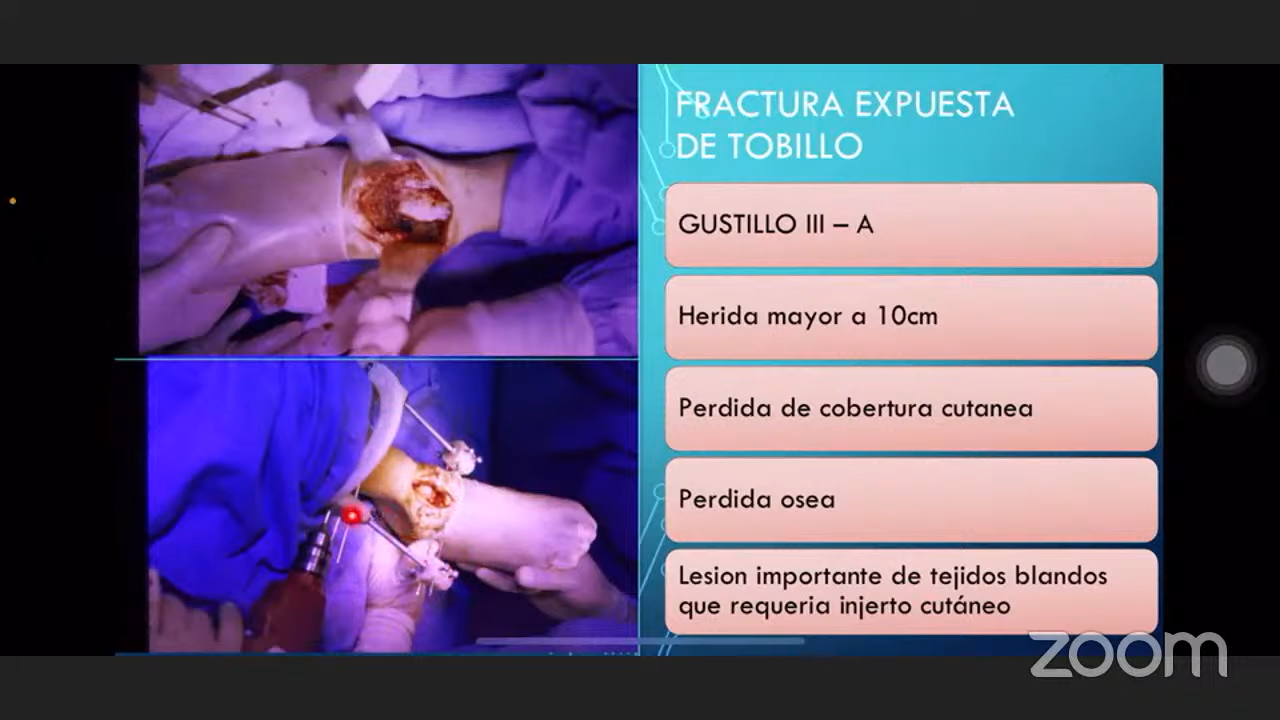 FRACTURA EXPUESTA
DE TOBILLO
GUSTILLO III – A
Herida mayor a 10cm
Perdida de cobertura cutanea
Perdida osea
Lesion importante de tejidos blandos
que requeria injerto cutáneo
zoom